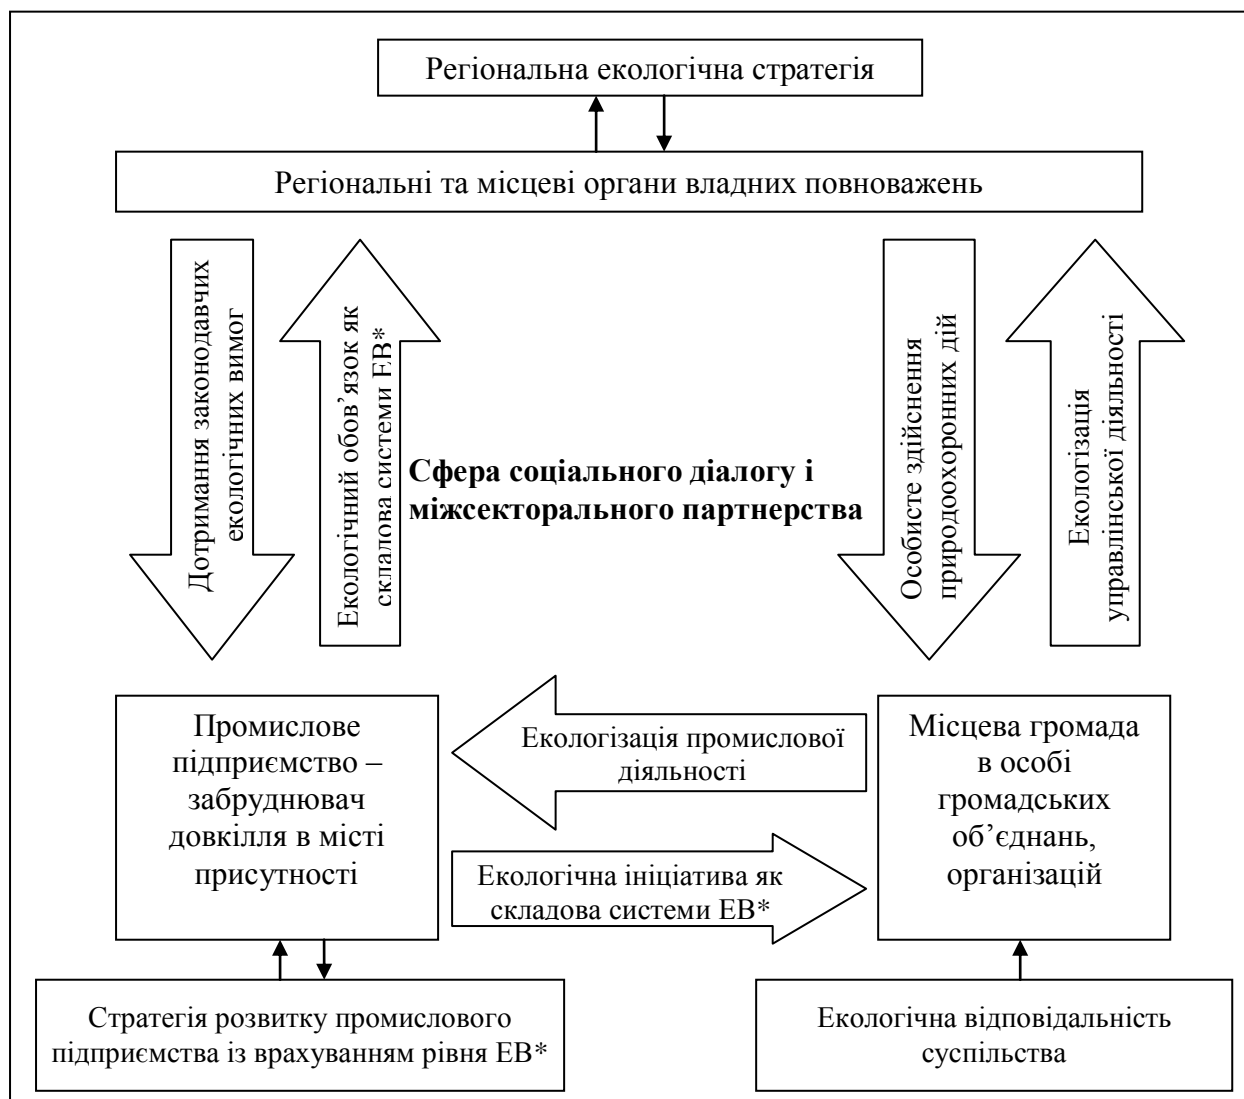 Регіональна екологічна стратегія
Регіональні та місцеві органи владних повноважень
Дотримання законодавчих
екологічних вимог
Екологічний обов’язок як
складова системи ЕВ*
Особисте здійснення
природоохоронних дій
Екологізація
управлінської діяльності
Сфера соціального діалогу і
міжсекторального партнерства
Промислове
підприємство –
забруднювач
довкілля в місті
присутності
Екологізація промислової
діяльності
Екологічна ініціатива як
складова системи ЕВ*
Місцева громада
в особі
громадських
об’єднань,
організацій
Стратегія розвитку промислового
підприємства із врахуванням рівня ЕВ*
Екологічна відповідальність
суспільства